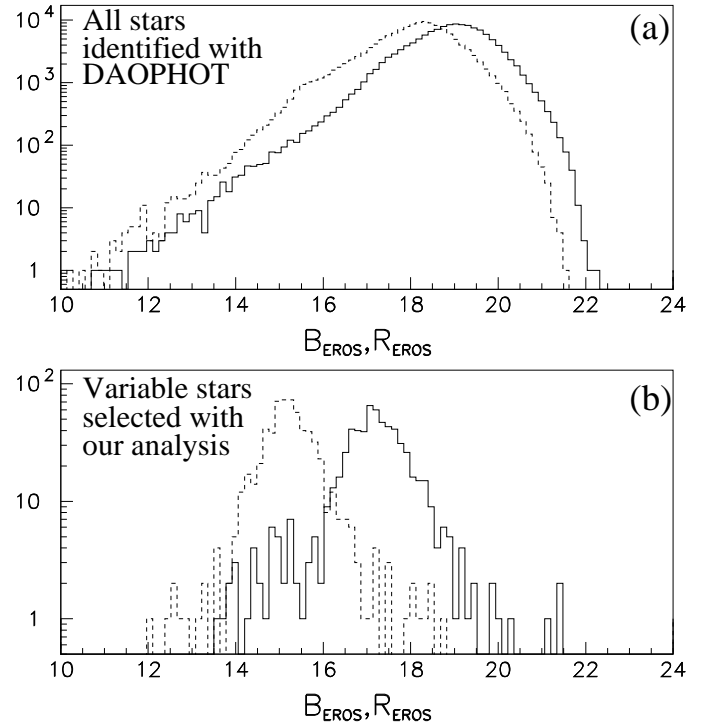 All stars
identified with
DAOPHOT
(a)
10^4
10^3
10^2
10
1
10 12 14 16 18 20 22 24
B_EROS, R_EROS
Variable stars
selected with
our analysis
(b)
10^2
10
1
10 12 14 16 18 20 22 24
B_EROS, R_EROS